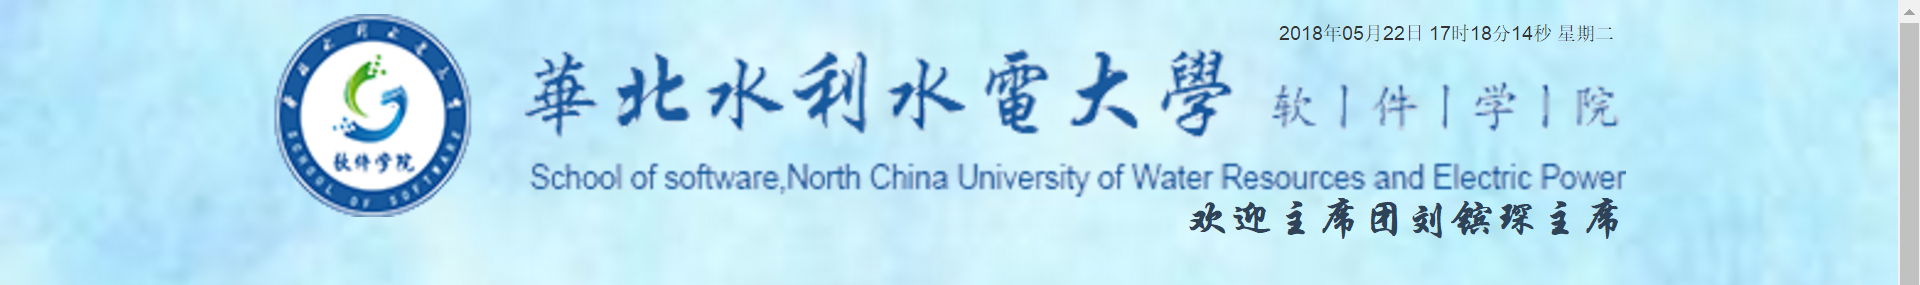 2018年05月22日 17时18分14秒 星期二
華北水利水電大學 软|件|学|院
School of software,North China University of Water Resources and Electric Power
欢迎主席团刘镔琛主席
软件学院
SCHOOL OF SOFTWARE